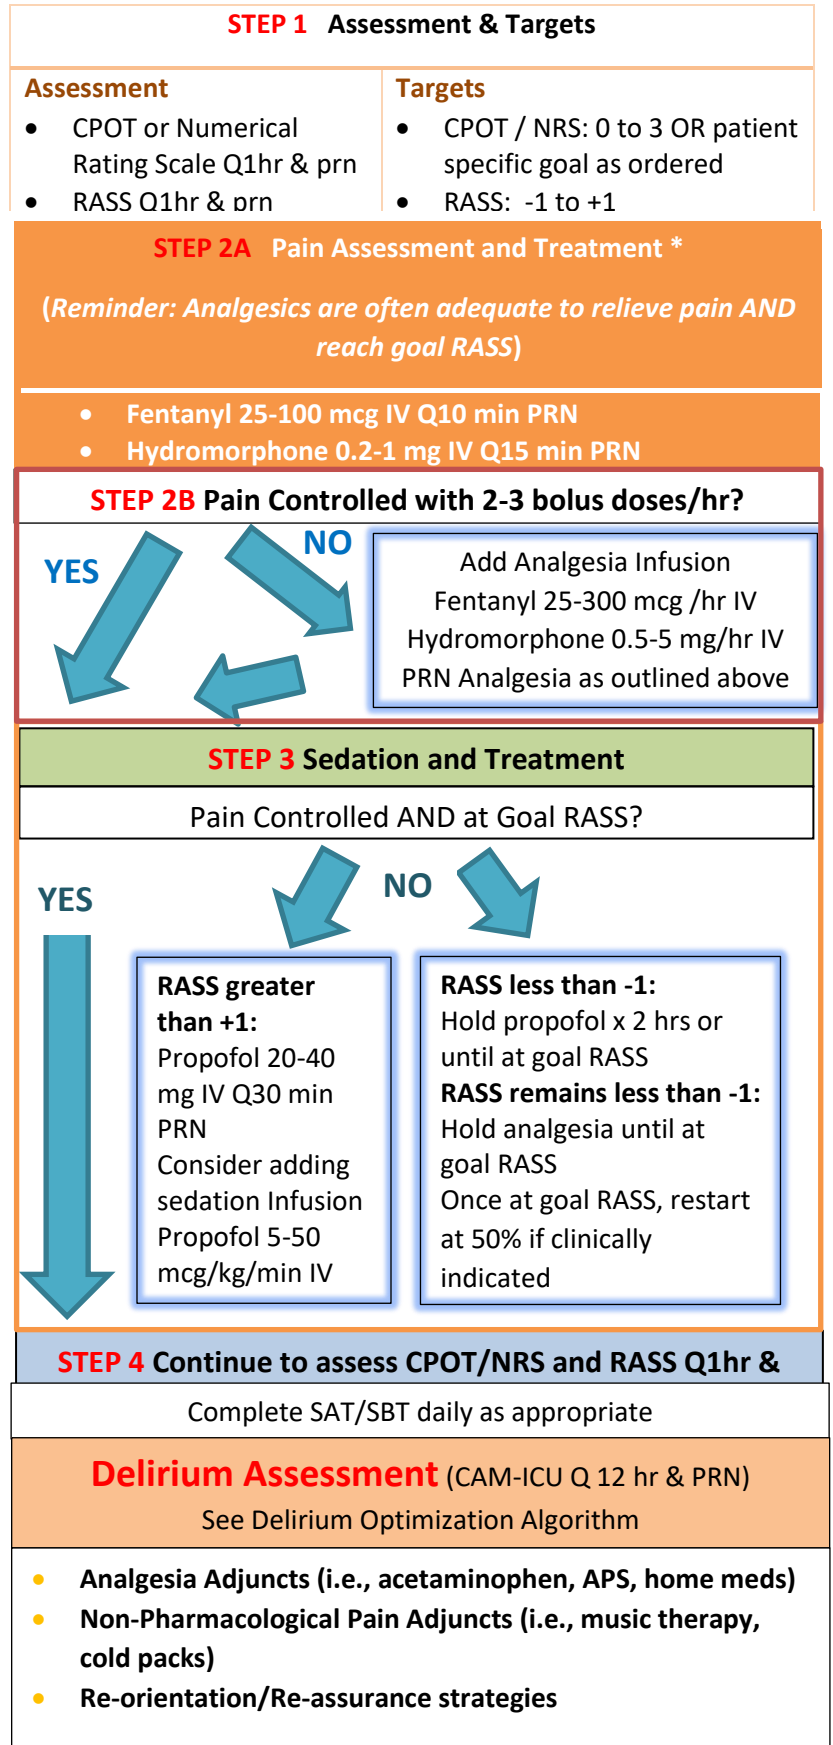 STEP 1 Assessment & Targets
Assessment
• CPOT or Numerical
Rating Scale Q1hr & prn
• RASS Q1hr & prn
Targets
• CPOT / NRS: 0 to 3 OR patient
specific goal as ordered
• RASS: -1 to +1
STEP 2A Pain Assessment and Treatment *
(Reminder: Analgesics are often adequate to relieve pain AND
reach goal RASS)
• Fentanyl 25-100 mcg IV Q10 min PRN
• Hydromorphone 0.2-1 mg IV Q15 min PRN
STEP 2B Pain Controlled with 2-3 bolus doses/hr?
YES
NO
Add Analgesia Infusion
Fentanyl 25-300 mcg /hr IV
Hydromorphone 0.5-5 mg/hr IV
PRN Analgesia as outlined above
STEP 3 Sedation and Treatment
Pain Controlled AND at Goal RASS?
YES
NO
RASS greater
than +1:
Propofol 20-40
mg IV Q30 min
PRN
Consider adding
sedation Infusion
Propofol 5-50
mcg/kg/min IV
RASS less than -1:
Hold propofol x 2 hrs or
until at goal RASS
RASS remains less than -1:
Hold analgesia until at
goal RASS
Once at goal RASS, restart
at 50% if clinically
indicated
STEP 4 Continue to assess CPOT/NRS and RASS Q1hr &
Complete SAT/SBT daily as appropriate
Delirium Assessment (CAM-ICU Q 12 hr & PRN)
See Delirium Optimization Algorithm
• Analgesia Adjuncts (i.e., acetaminophen, APS, home meds)
• Non-Pharmacological Pain Adjuncts (i.e., music therapy,
cold packs)
• Re-orientation/Re-assurance strategies